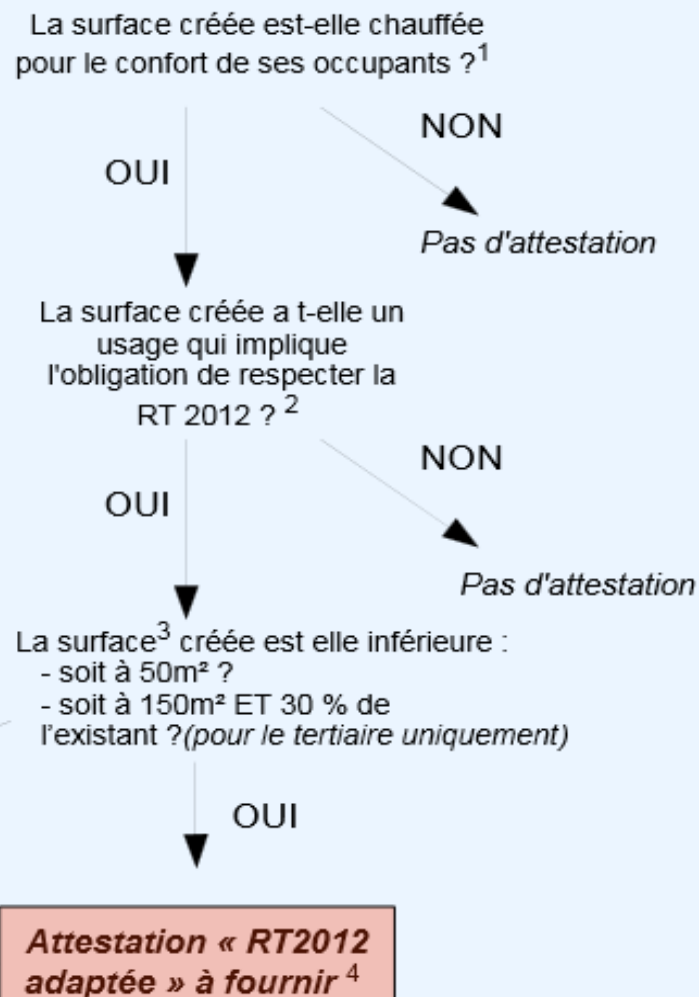 La surface créée est-elle chauffée
pour le confort de ses occupants ?1
NON
OUI
Pas d'attestation
La surface créée a t-elle un
usage qui implique
l'obligation de respecter la
RT 2012 ? 2
NON
OUI
Pas d'attestation
La surface3 créée est elle inférieure :
- soit à 50m² ?
- soit à 150m² ET 30 % de
l'existant ?(pour le tertiaire uniquement)
OUI
Attestation « RT2012
adaptée » à fournir 4